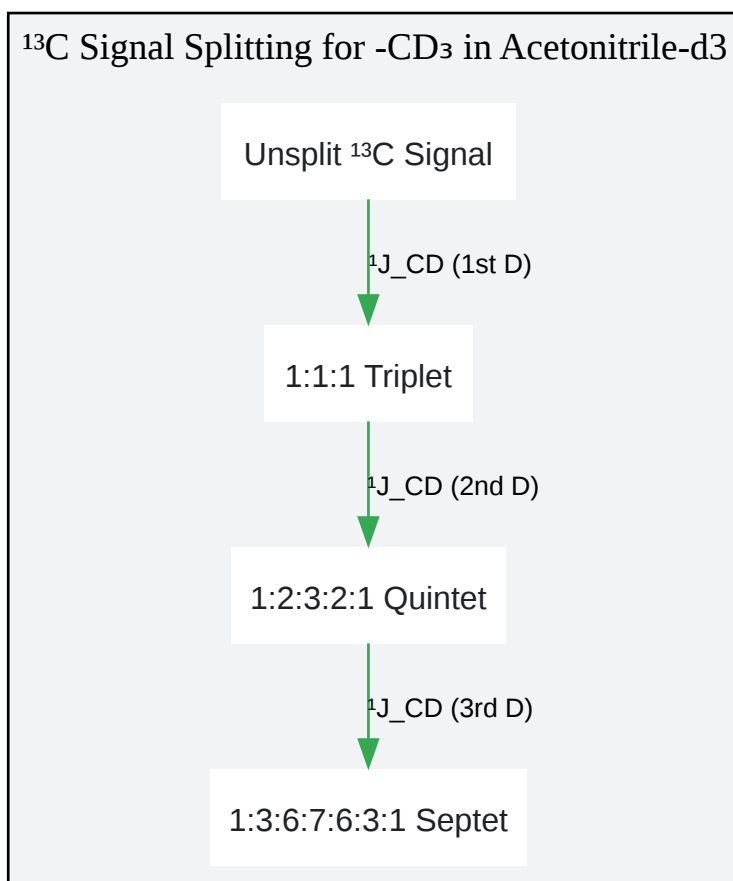 ¹³C Signal Splitting for -CD₃ in Acetonitrile-d3
Unsplit ¹³C Signal
¹J_CD (1st D)
1:1:1 Triplet
¹J_CD (2nd D)
1:2:3:2:1 Quintet
¹J_CD (3rd D)
1:3:6:7:6:3:1 Septet